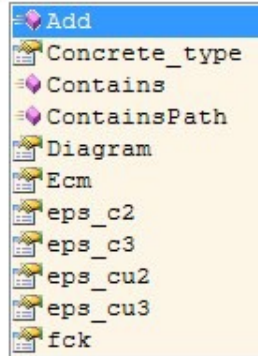 Add
Concrete_type
Contains
ContainsPath
Diagram
Ecm
eps_c2
eps_c3
eps_cu2
eps_cu3
fck